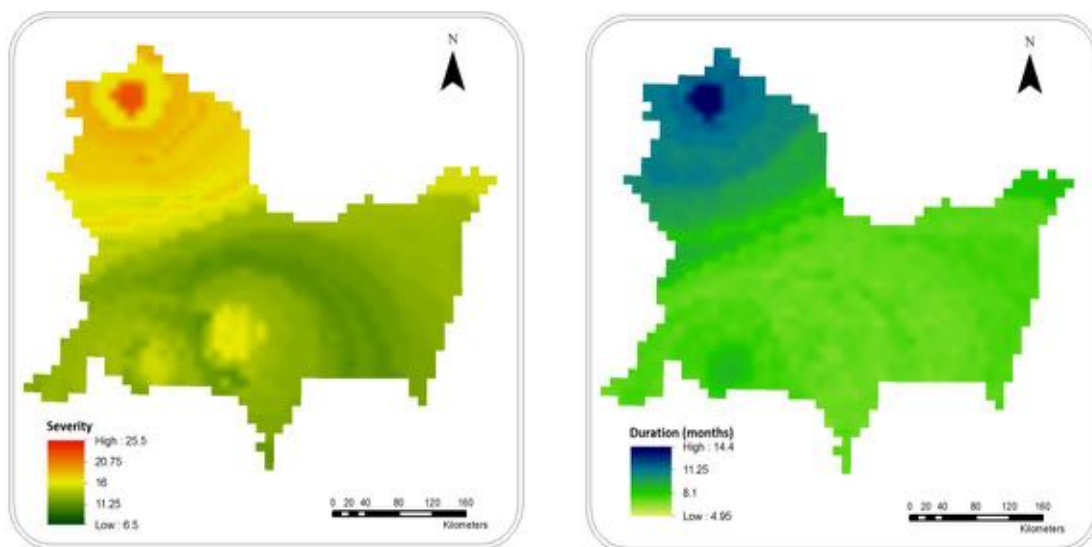 N
Severity
High : 25.5
20.75
16
11.25
Low : 6.5
0 20 40 80 120 160
Kilometers
N
Duration (months)
High : 14.4
11.25
8.1
Low : 4.95
0 20 40 80 120 160
Kilometers